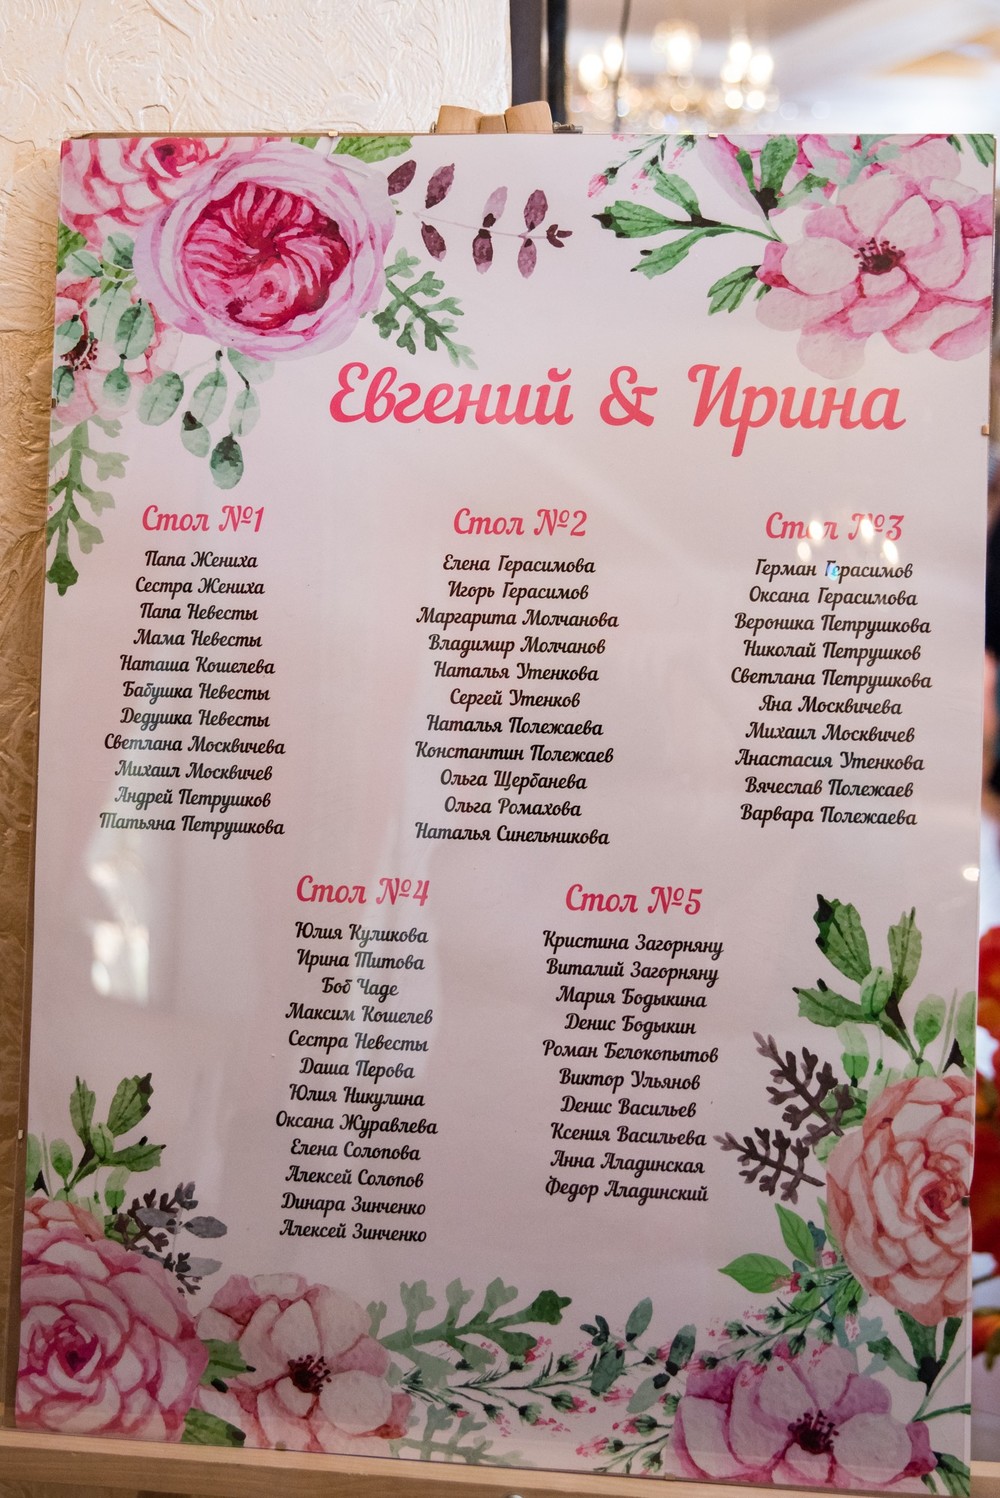 Евгений & Ирина
Стол №1
Папа Жениха
Сестра Жениха
Папа Невесты
Мама Невесты
Наташа Кошелева
Бабушка Невесты
Дедушка Невесты
Светлана Москвичева
Михаил Москвичев
Андрей Петрушков
Татьяна Петрушкова
Стол №2
Елена Герасимова
Игорь Герасимов
Маргарита Молчанова
Владимир Молчанов
Наталья Утенкова
Сергей Утенков
Наталья Полежаева
Константин Полежаев
Ольга Щербанева
Ольга Ромахова
Наталья Синельникова
Стол №3
Герман Герасимов
Оксана Герасимова
Вероника Петрушкова
Николай Петрушков
Светлана Петрушкова
Яна Москвичева
Михаил Москвичев
Анастасия Утенкова
Вячеслав Полежаев
Варвара Полежаева
Стол №4
Юлия Куликова
Ирина Титова
Боб Чаде
Максим Кошелев
Сестра Невесты
Даша Перова
Юлия Никулина
Оксана Журавлева
Елена Солопова
Алексей Солопов
Динара Зинченко
Алексей Зинченко
Стол №5
Кристина Загорняну
Виталий Загорняну
Мария Бодыкина
Денис Бодыкин
Роман Белокопытов
Виктор Ульянов
Денис Васильев
Ксения Васильева
Анна Аладинская
Федор Аладинский